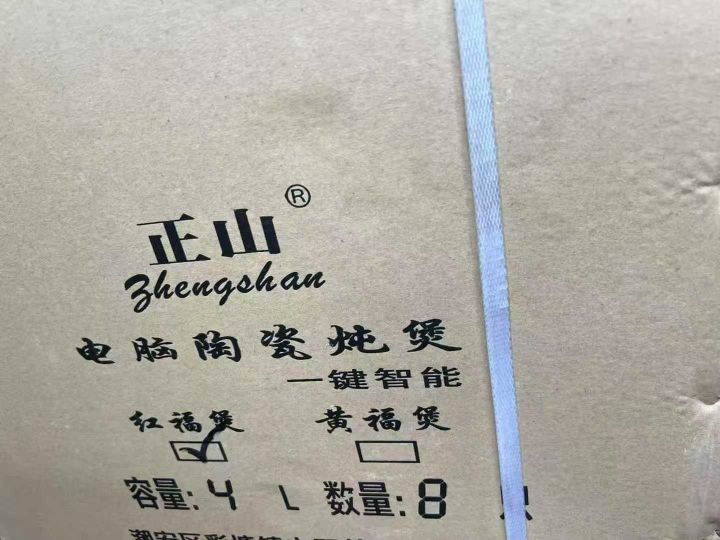 正山®
Zhengshan
电脑陶瓷炖煲
一键智能
红福煲 黄福煲
容量: 4 L 数量: 8 只